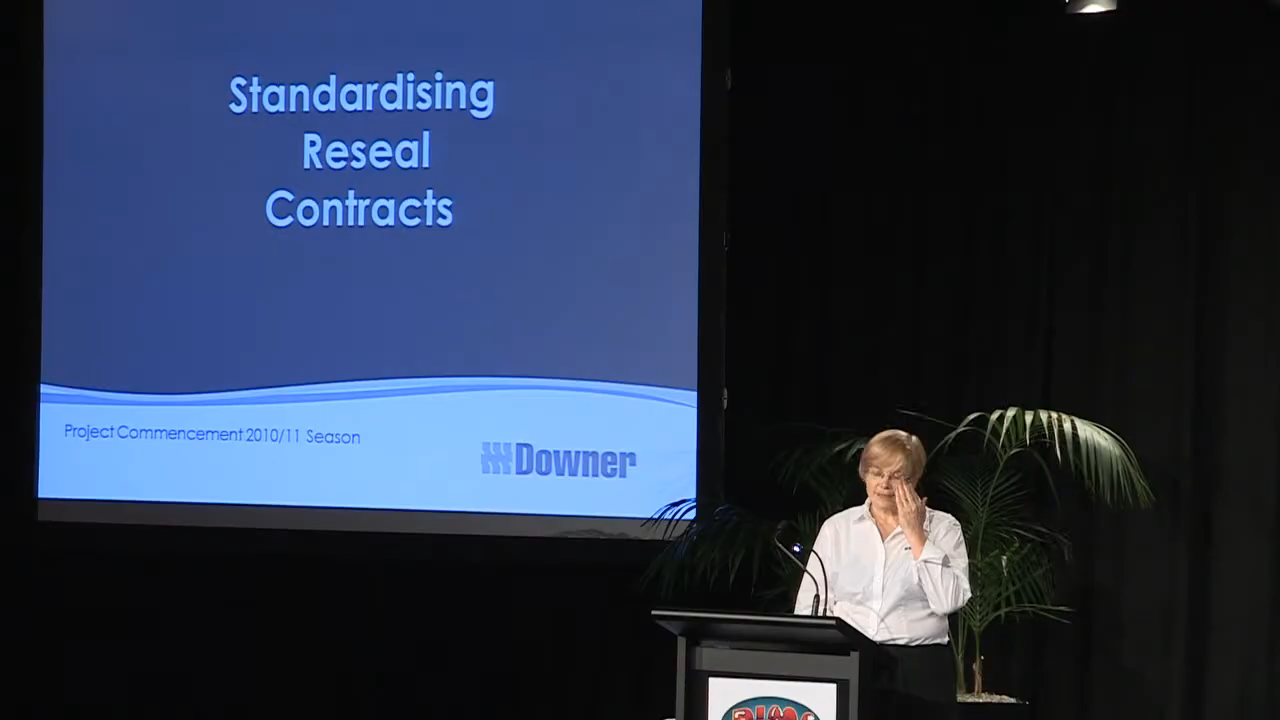 Standardising
Reseal
Contracts
Project Commencement 2010/11 Season
Downer